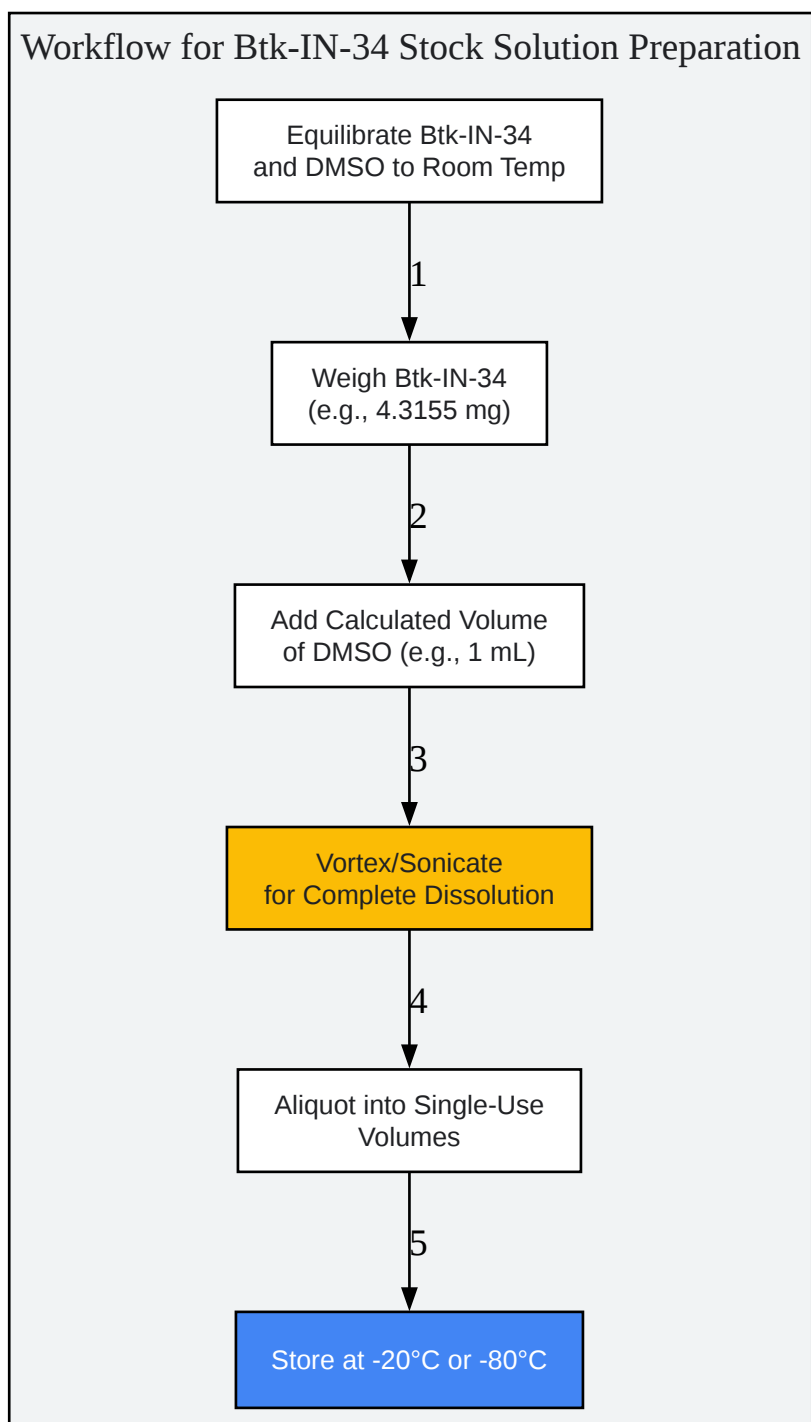 Workflow for Btk-IN-34 Stock Solution Preparation
Equilibrate Btk-IN-34
and DMSO to Room Temp
1
Weigh Btk-IN-34
(e.g., 4.3155 mg)
2
Add Calculated Volume
of DMSO (e.g., 1 mL)
3
Vortex/Sonicate
for Complete Dissolution
4
Aliquot into Single-Use
Volumes
5
Store at -20°C or -80°C